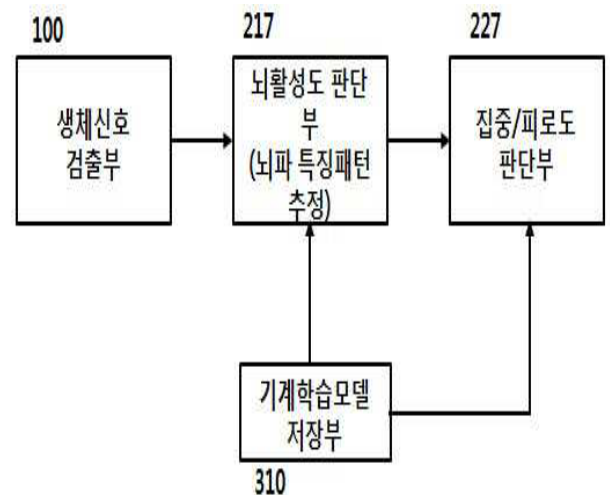 100
생체신호
검출부
217
뇌활성도 판단
부
(뇌파 특징패턴
추정)
227
집중/피로도
판단부
기계학습모델
저장부
310